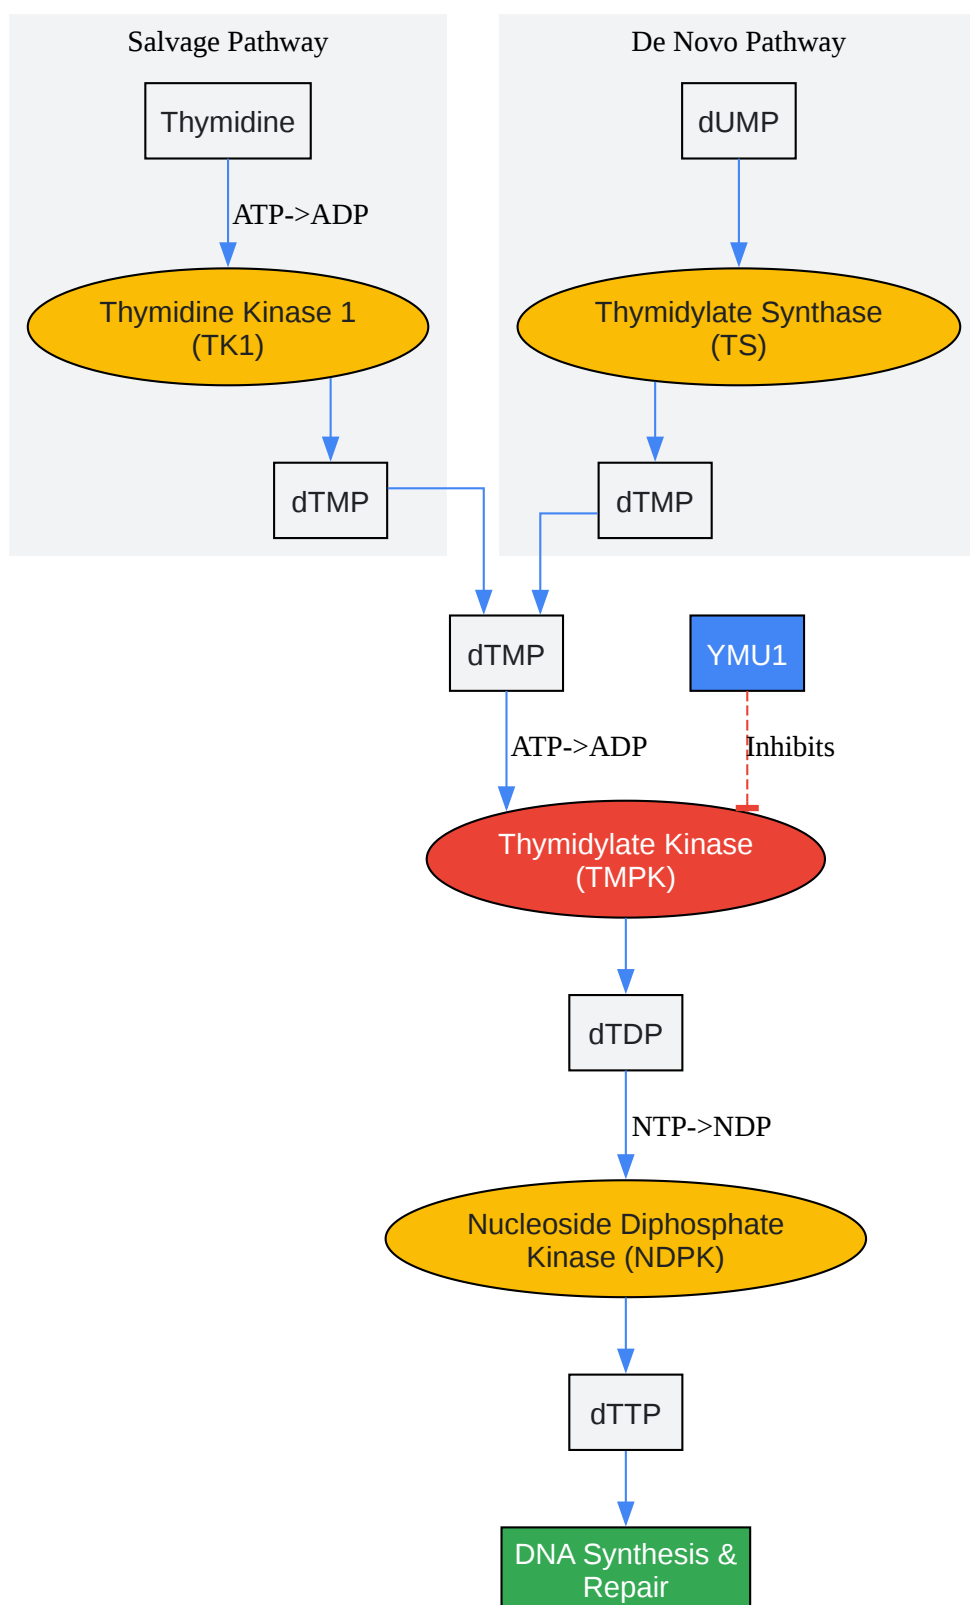 Salvage Pathway
De Novo Pathway
Thymidine
dUMP
ATP->ADP
Thymidine Kinase 1
(TK1)
Thymidylate Synthase
(TS)
dTMP
dTMP
dTMP
YMU1
ATP->ADP
Inhibits
Thymidylate Kinase
(TMPK)
dTDP
NTP->NDP
Nucleoside Diphosphate
Kinase (NDPK)
dTTP
DNA Synthesis &
Repair